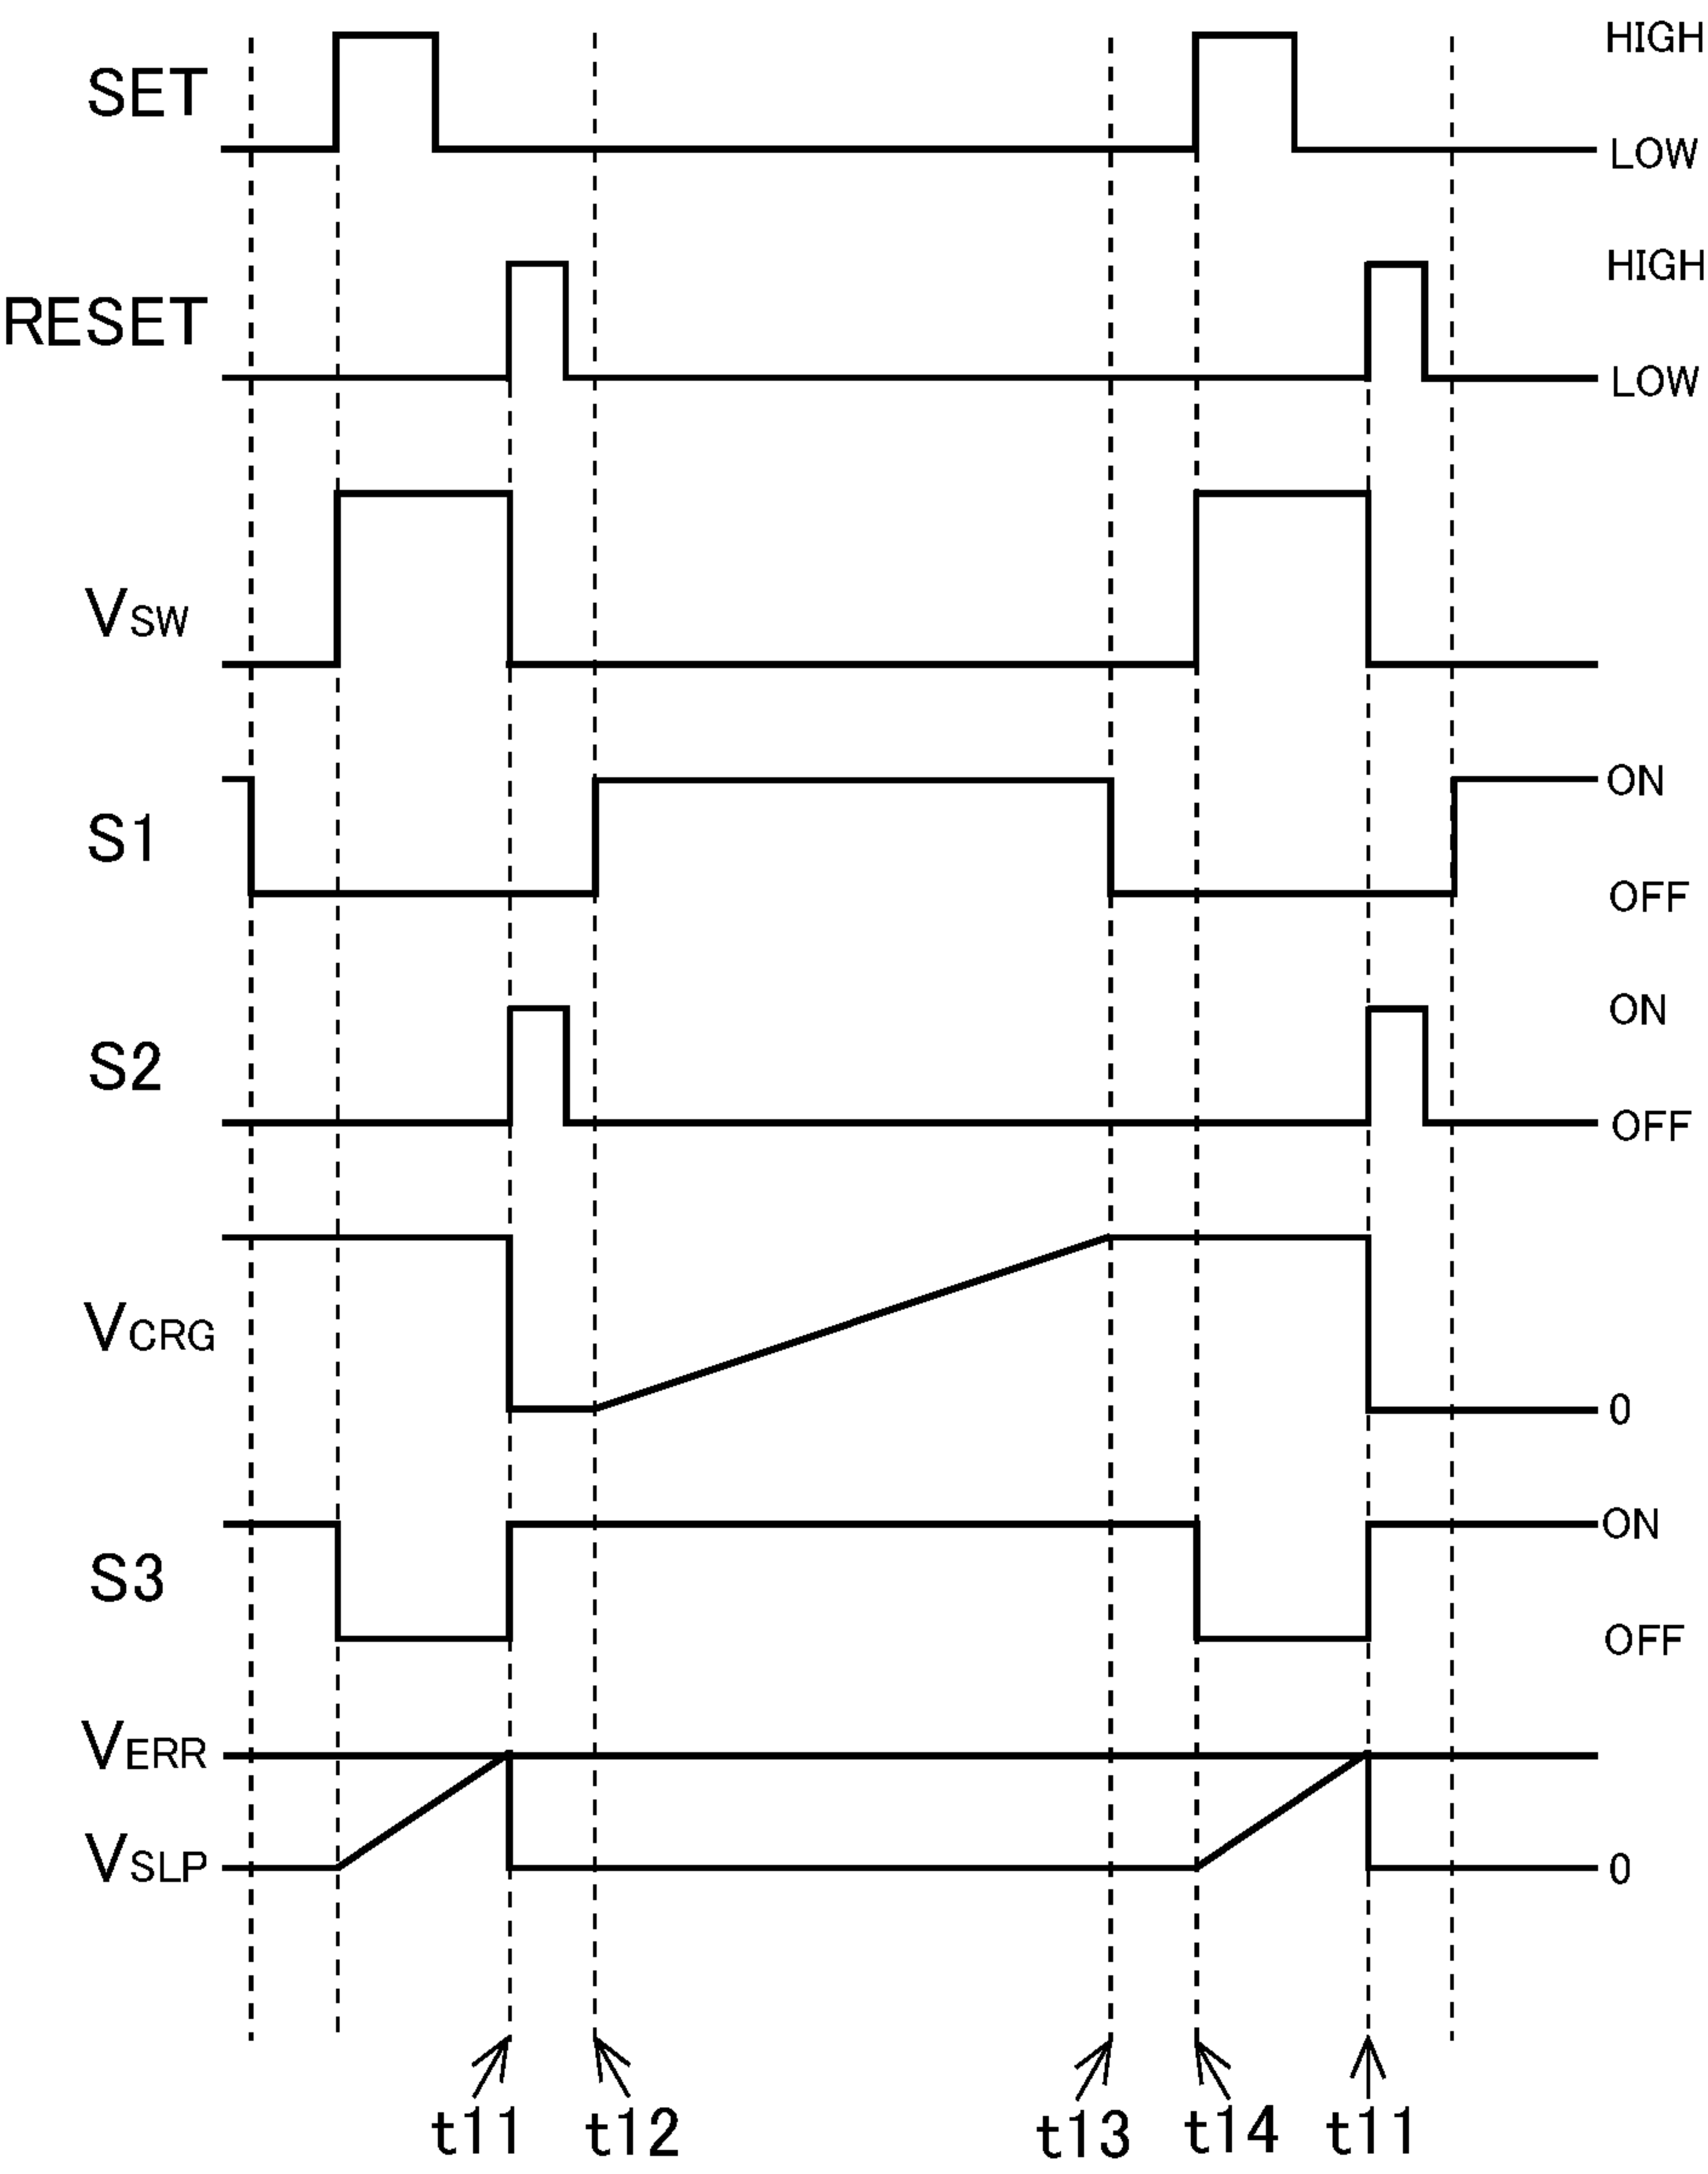 SET HIGH
LOW
RESET HIGH
LOW
VSW
S1 ON
OFF
S2 ON
OFF
VCRG
0
S3 ON
OFF
VERR
VSLP 0
t11 t12 t13 t14 t11